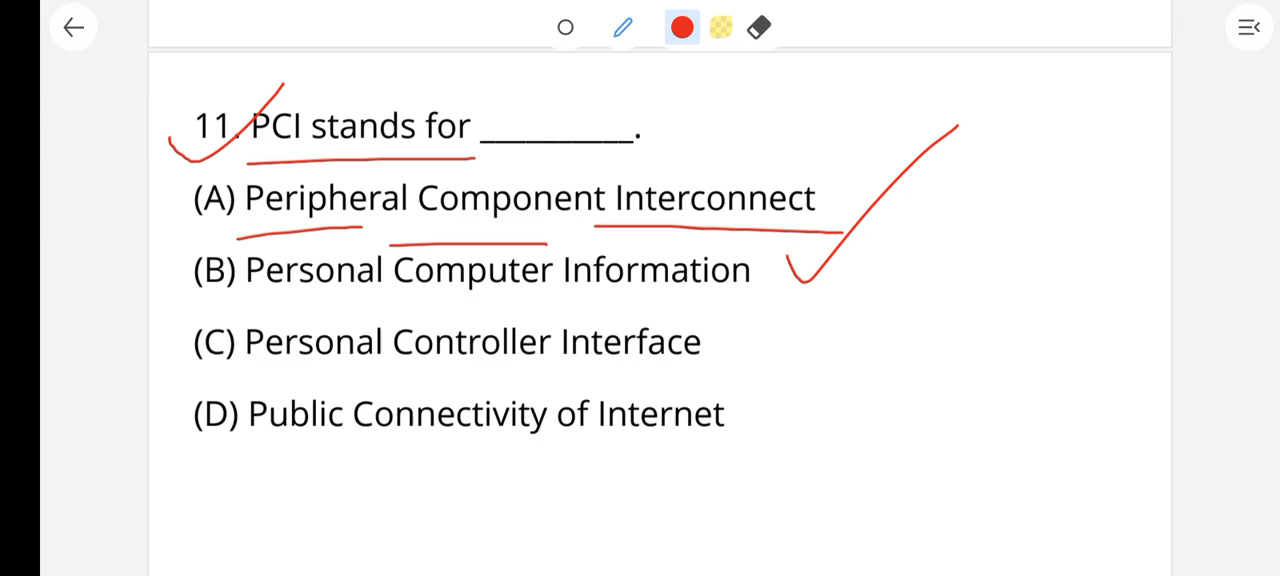 11. PCI stands for __________.
(A) Peripheral Component Interconnect
(B) Personal Computer Information
(C) Personal Controller Interface
(D) Public Connectivity of Internet